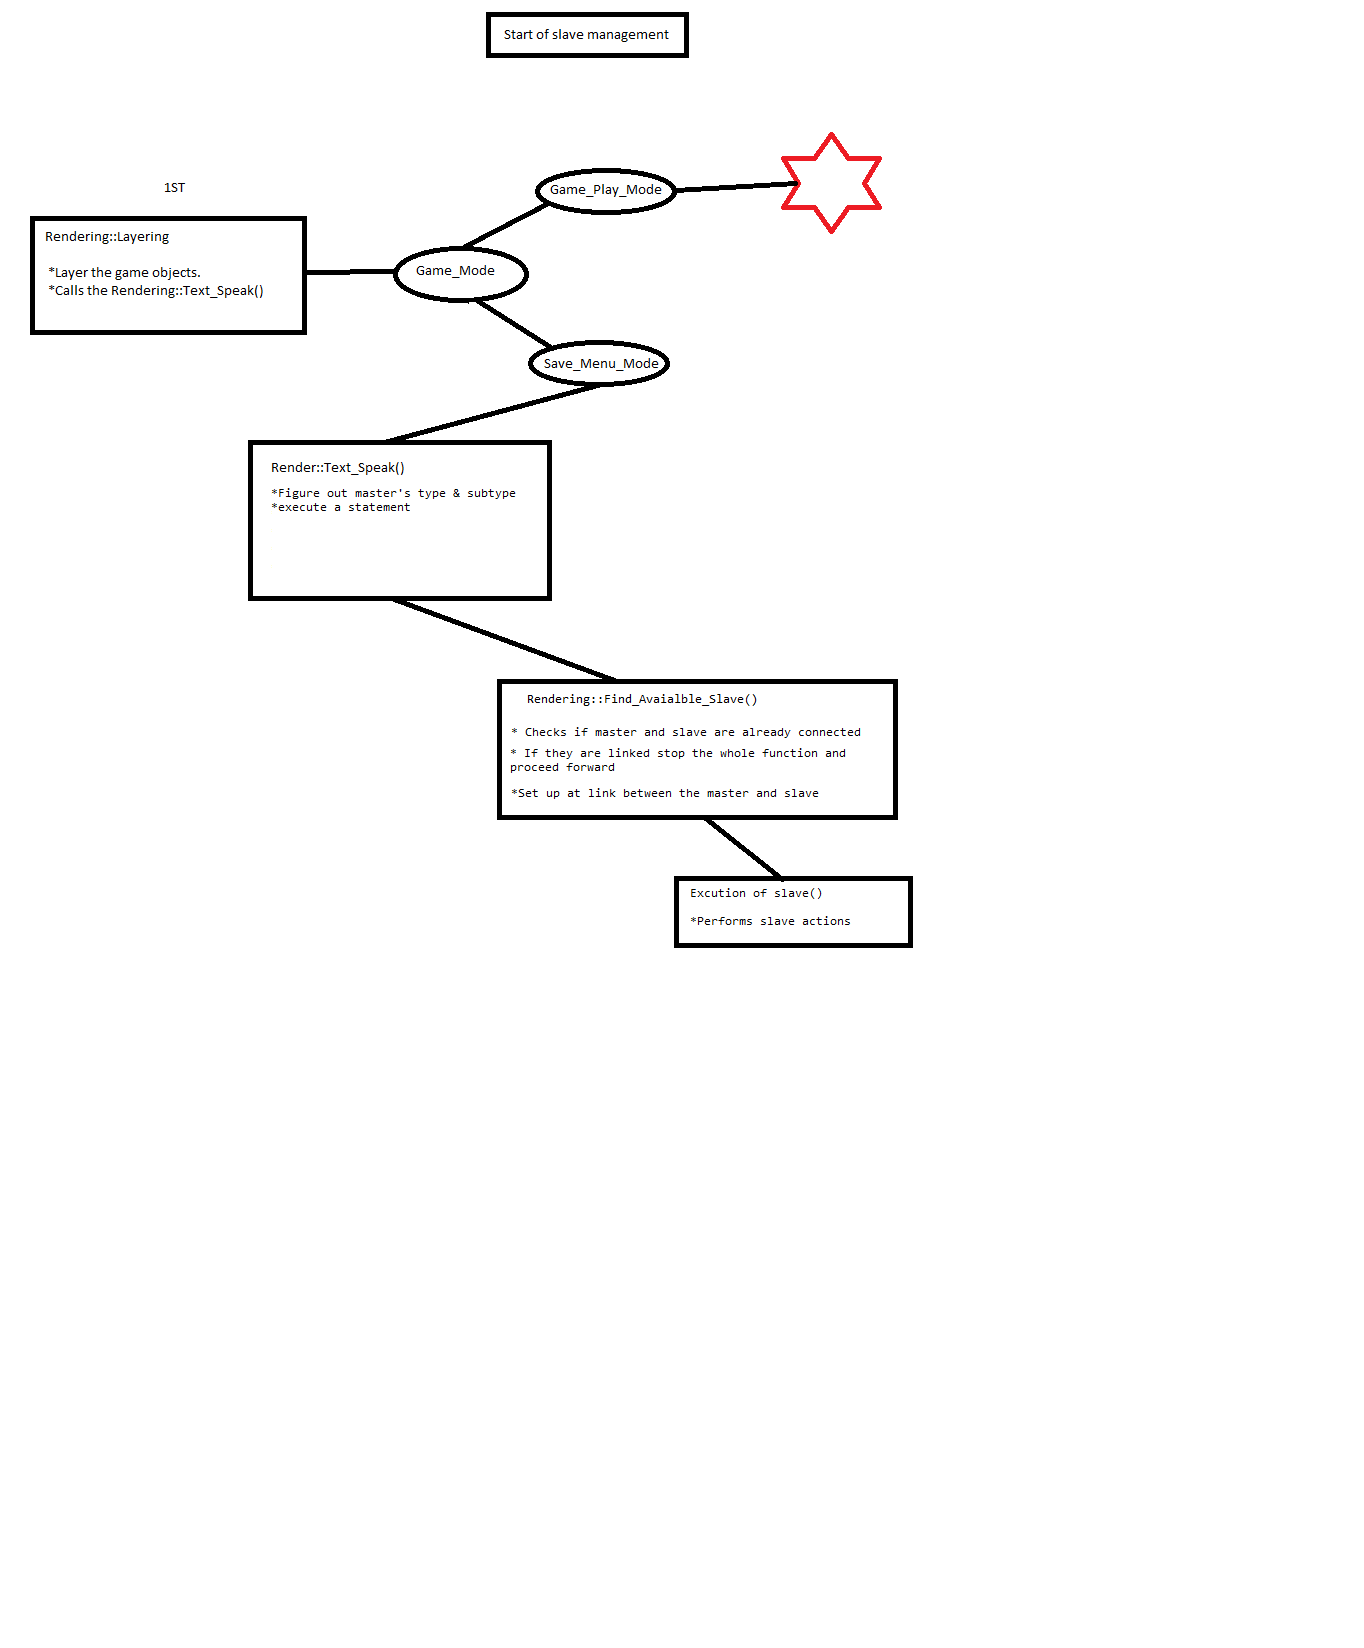 Start of slave management
1ST
Rendering::Layering
*Layer the game objects.
*Calls the Rendering::Text_Speak()
Game_Play_Mode
Game_Mode
Save_Menu_Mode
Render::Text_Speak()
*Figure out master's type & subtype
*execute a statement
Rendering::Find_Avaialble_Slave()
* Checks if master and slave are already connected
* If they are linked stop the whole function and
proceed forward
*Set up at link between the master and slave
Excution of slave()
*Performs slave actions